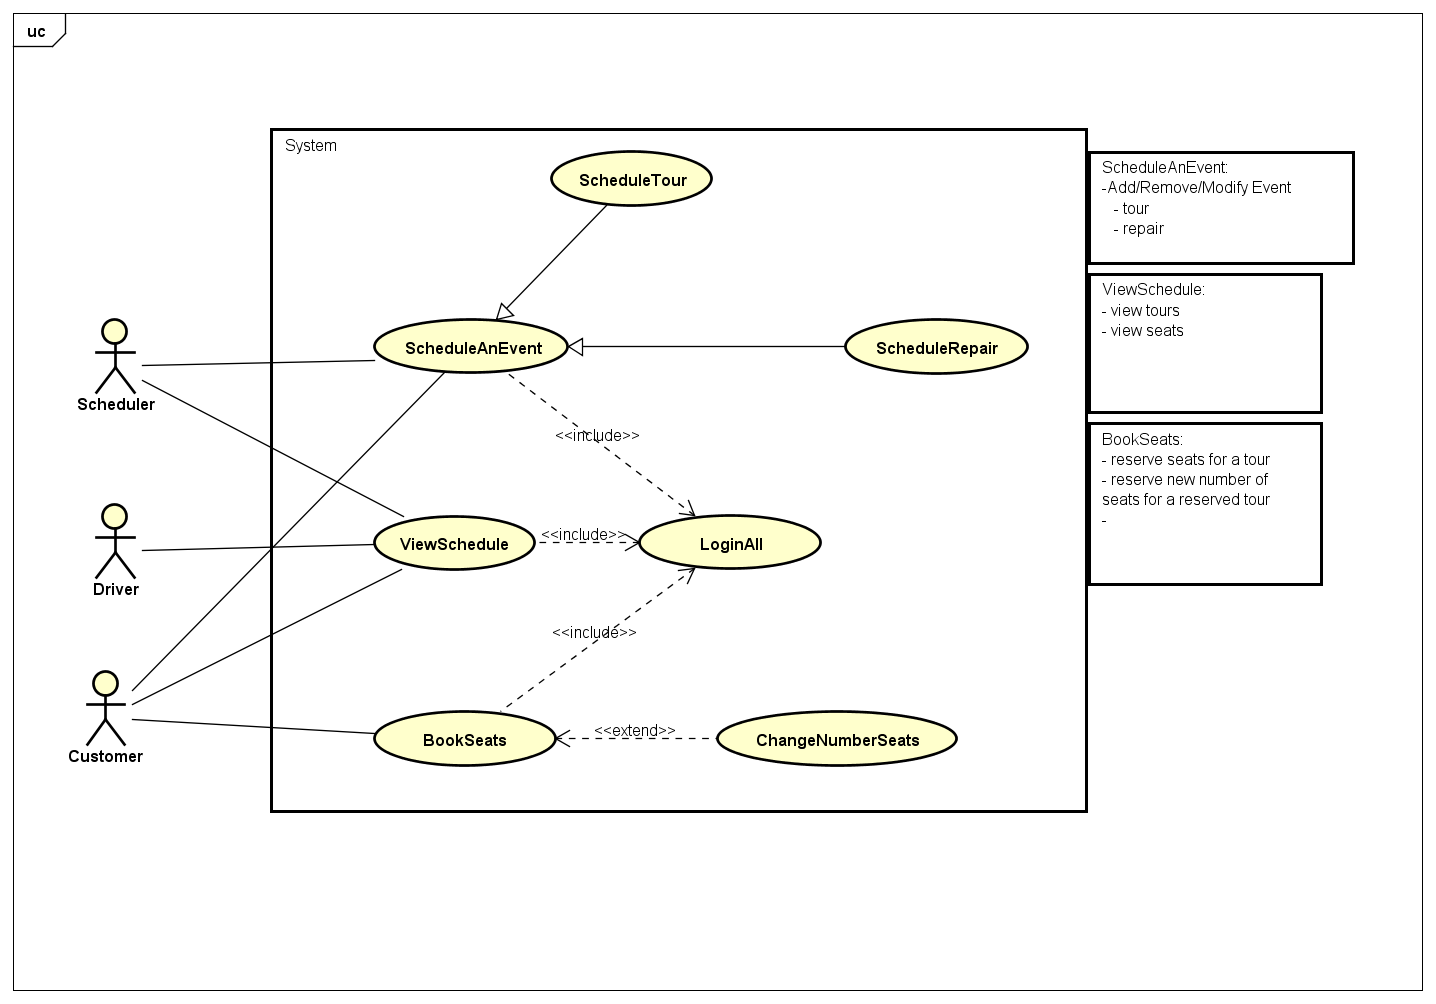 uc
System
ScheduleTour
ScheduleAnEvent:
-Add/Remove/Modify Event
- tour
- repair
ViewSchedule:
- view tours
- view seats
ScheduleAnEvent
ScheduleRepair
Scheduler
<<include>>
BookSeats:
- reserve seats for a tour
- reserve new number of
seats for a reserved tour
-
ViewSchedule
<<include>>
LoginAll
Driver
<<include>>
Customer
BookSeats
<<extend>>
ChangeNumberSeats